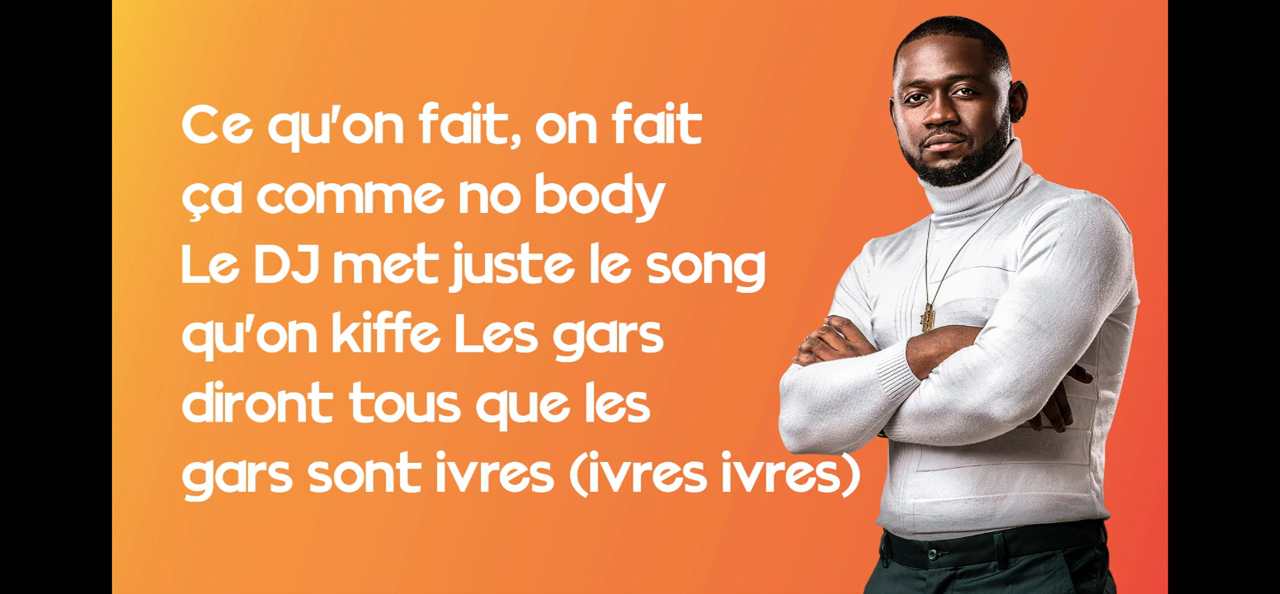 Ce qu'on fait, on fait
ça comme no body
Le DJ met juste le song
qu'on kiffe Les gars
diront tous que les
gars sont ivres (ivres ivres)